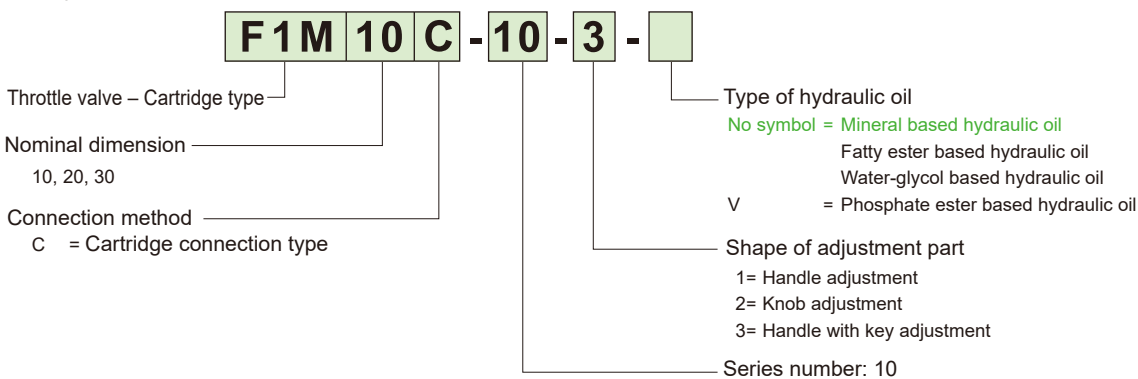 F1M 10 C - 10 - 3 -
Throttle valve – Cartridge type
Nominal dimension
10, 20, 30
Connection method
C = Cartridge connection type
Type of hydraulic oil
No symbol = Mineral based hydraulic oil
Fatty ester based hydraulic oil
Water-glycol based hydraulic oil
V = Phosphate ester based hydraulic oil
Shape of adjustment part
1= Handle adjustment
2= Knob adjustment
3= Handle with key adjustment
Series number: 10